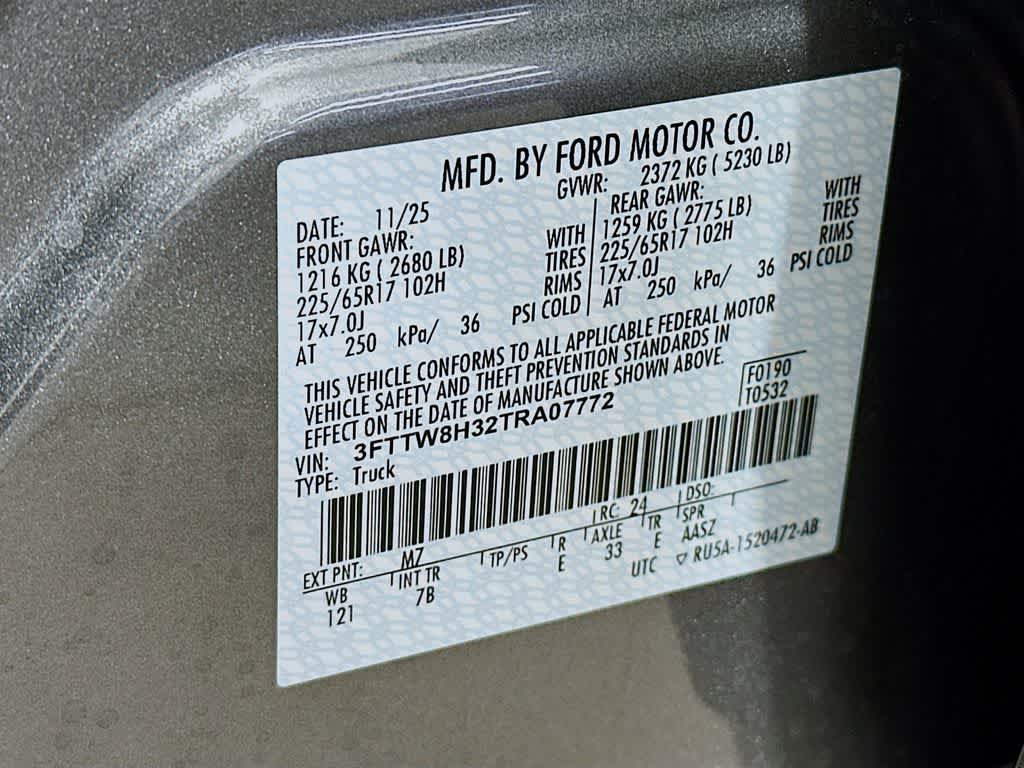 MFD. BY FORD MOTOR CO.
DATE: 11/25 GVWR: 2372 KG ( 5230 LB)
FRONT GAWR: REAR GAWR:
1216 KG ( 2680 LB) WITH 1259 KG ( 2775 LB) WITH
225/65R17 102H TIRES 225/65R17 102H TIRES
17x7.0J RIMS 17x7.0J RIMS
AT 250 kPa/ 36 PSI COLD AT 250 kPa/ 36 PSI COLD
THIS VEHICLE CONFORMS TO ALL APPLICABLE FEDERAL MOTOR
VEHICLE SAFETY AND THEFT PREVENTION STANDARDS IN
EFFECT ON THE DATE OF MANUFACTURE SHOWN ABOVE.
VIN: 3FTTW8H32TRA07772 F0190
TYPE: Truck T0532
EXT PNT: M7 RC: 24 DSO:
WB INT TR TP/PS R AXLE TR SPR
121 7B E 33 E AASZ
UTC ▽ RU5A-1520472-AB